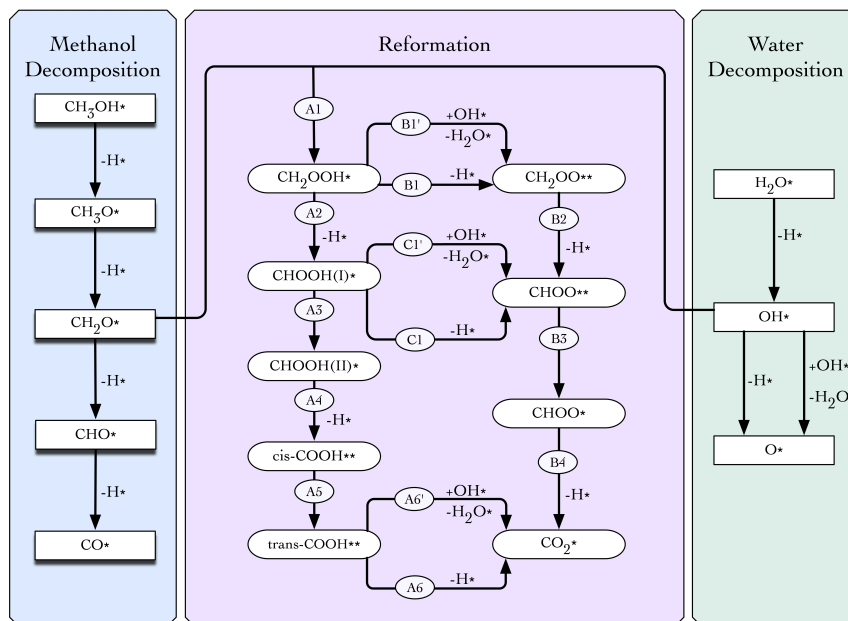 Methanol
Decomposition
CH3OH*
-H*
CH3O*
-H*
CH2O*
-H*
CHO*
-H*
CO*
Reformation
A1
CH2OOH*
B1'
+OH*
-H2O*
B1
-H*
CH2OO**
A2
-H*
B2
-H*
CHOOH(I)*
C1'
+OH*
-H2O*
CHOO**
A3
C1
-H*
B3
CHOOH(II)*
A4
-H*
CHOO*
cis-COOH**
B4
-H*
A5
trans-COOH**
A6'
+OH*
-H2O*
CO2*
A6
-H*
Water
Decomposition
H2O*
-H*
OH*
-H*
+OH*
-H2O
O*